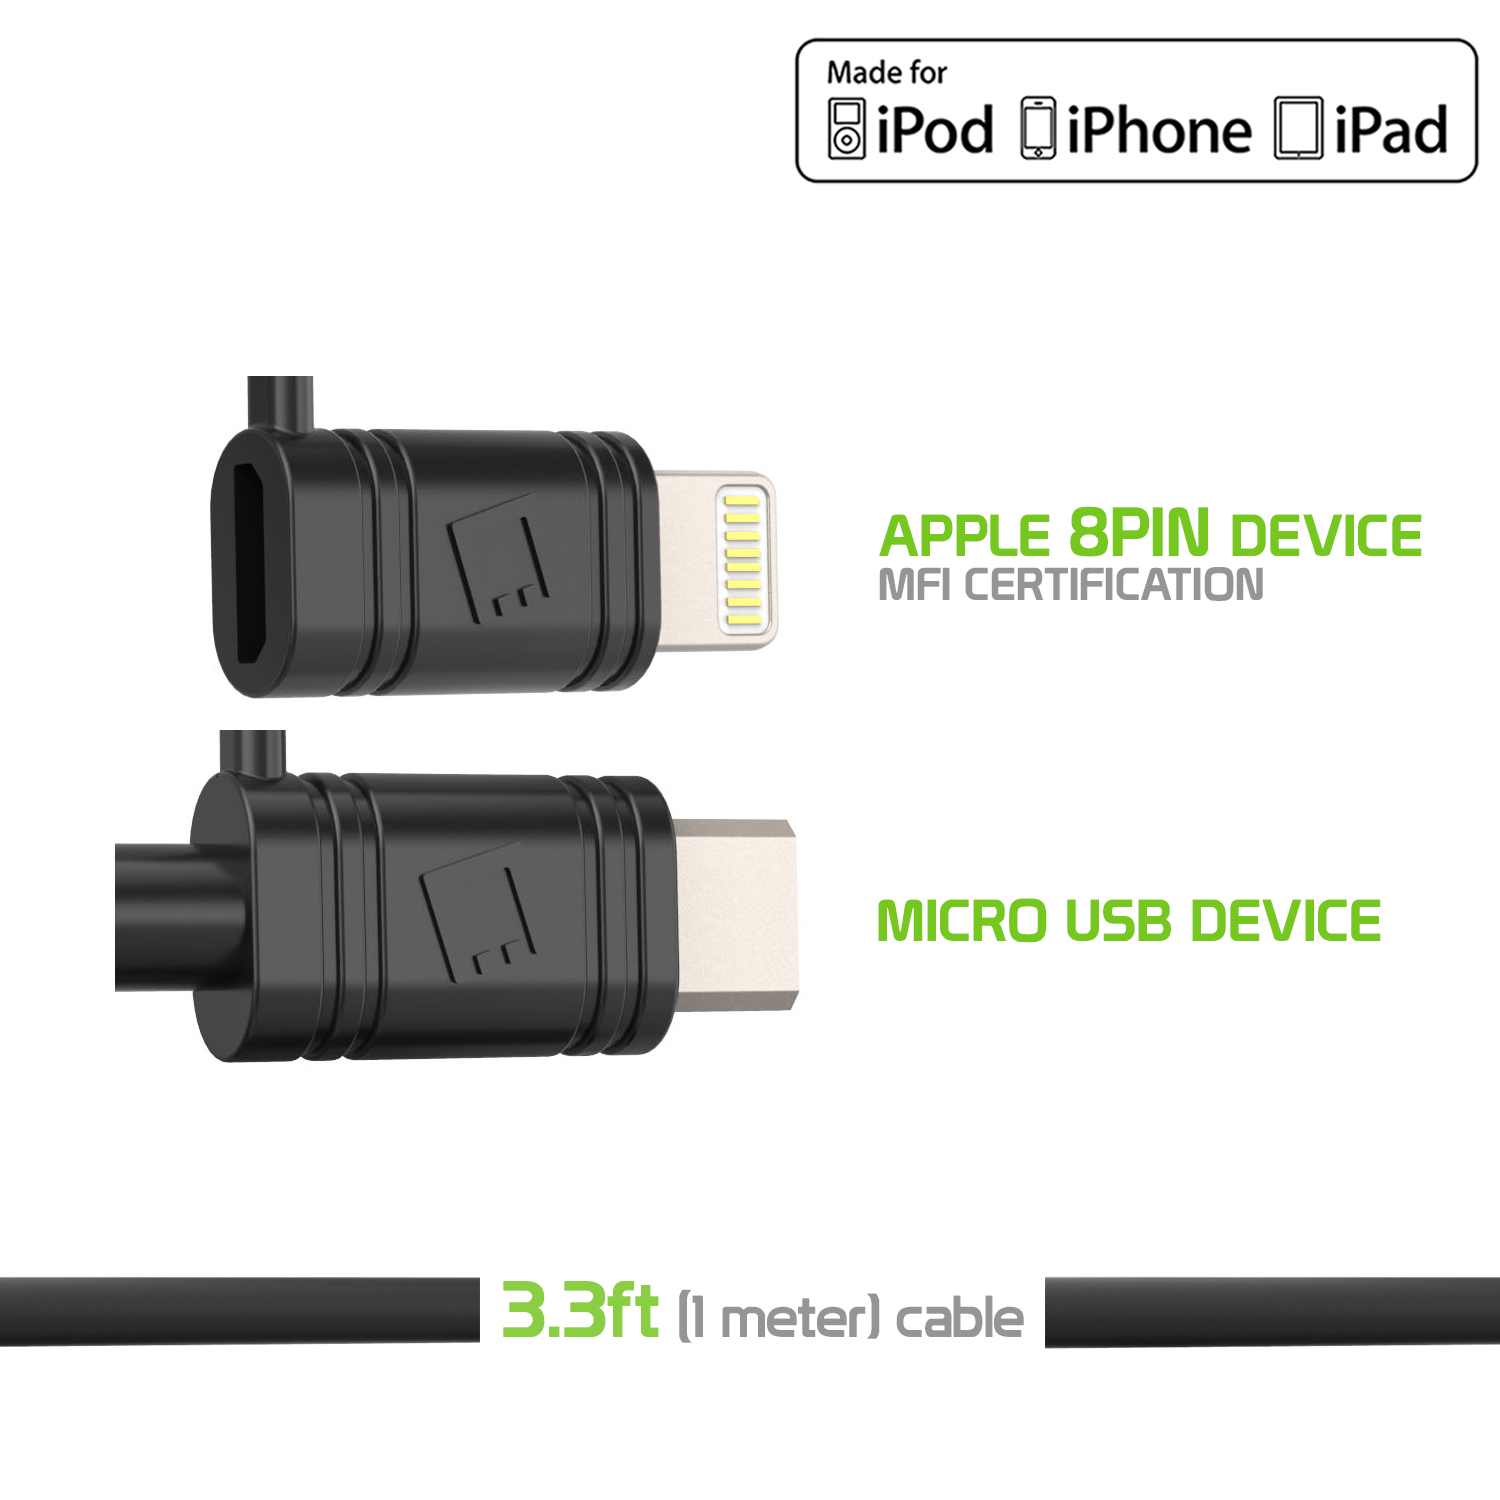 Made for
iPod iPhone iPad
APPLE 8PIN DEVICE
MFI CERTIFICATION
MICRO USB DEVICE
3.3ft (1 meter) cable